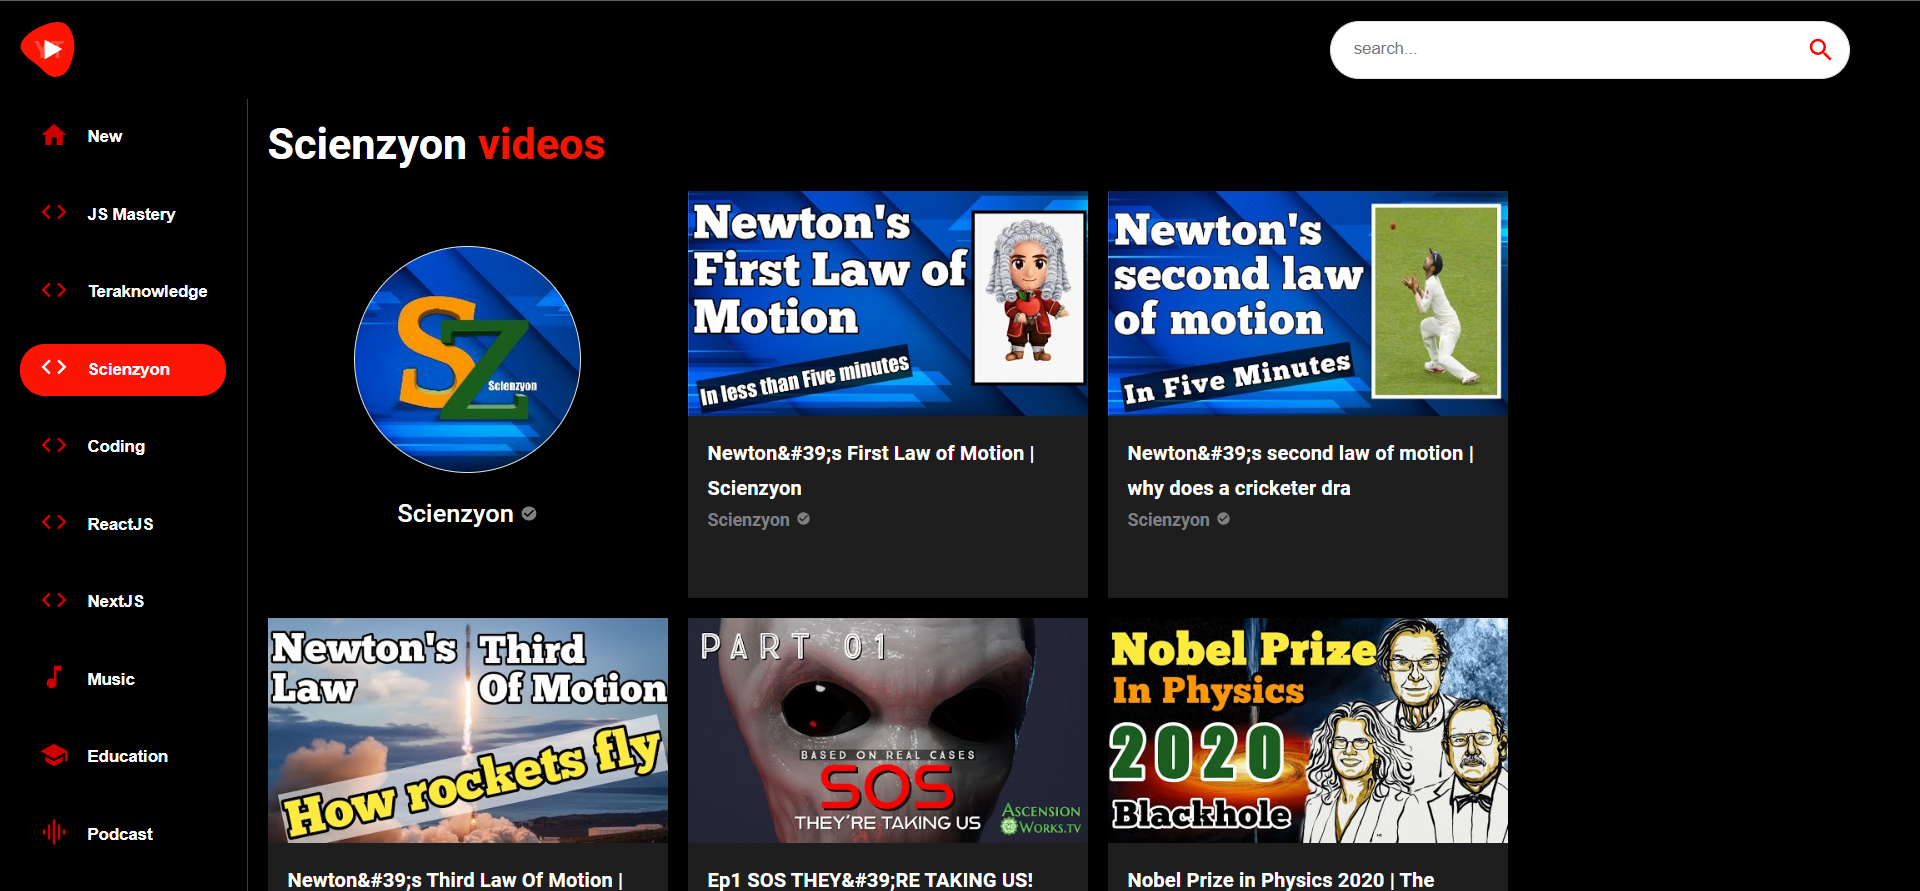 YT
search...
New
JS Mastery
Teraknowledge
Scienzyon
Coding
ReactJS
NextJS
Music
Education
Podcast
Scienzyon videos
SZ
Scienzyon
Scienzyon
Newton's
First Law of
Motion
In less than Five minutes
Newton&#39;s First Law of Motion |
Scienzyon
Scienzyon
Newton's
second law
of motion
In Five Minutes
Newton&#39;s second law of motion |
why does a cricketer dra
Scienzyon
Newton's Third
Law Of Motion
How rockets fly
Newton&#39;s Third Law Of Motion |
PART 01
BASED ON REAL CASES
SOS
THEY'RE TAKING US
ASCENSION
WORKS.TV
Ep1 SOS THEY&#39;RE TAKING US!
Nobel Prize
In Physics
2020
Blackhole
Nobel Prize in Physics 2020 | The